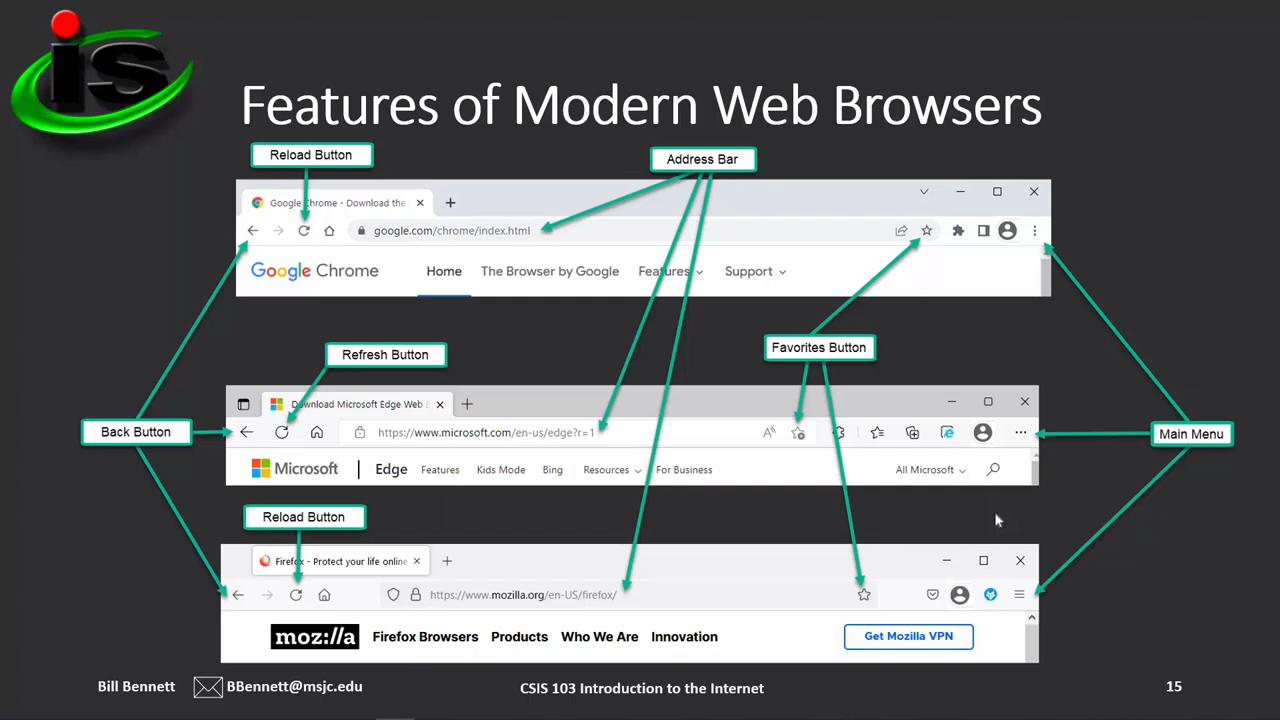 is
Features of Modern Web Browsers
Reload Button
Address Bar
Google Chrome - Download the
google.com/chrome/index.html
Google Chrome
Home
The Browser by Google
Features
Support
Refresh Button
Favorites Button
Download Microsoft Edge Web
Back Button
https://www.microsoft.com/en-us/edge?r=1
Main Menu
Microsoft | Edge
Features
Kids Mode
Bing
Resources
For Business
All Microsoft
Reload Button
Firefox - Protect your life online
https://www.mozilla.org/en-US/firefox/
moz://a
Firefox Browsers
Products
Who We Are
Innovation
Get Mozilla VPN
Bill Bennett
BBennett@msjc.edu
CSIS 103 Introduction to the Internet
15